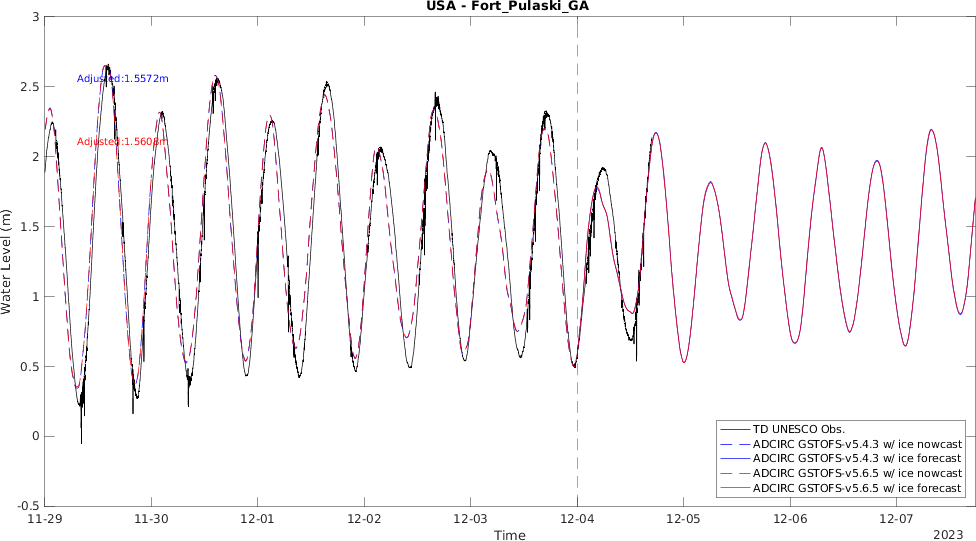 USA - Fort_Pulaski_GA
3
2.5
2
1.5
1
0.5
0
-0.5
Water Level (m)
Adjusted:1.5572m
Adjusted:1.5608m
TD UNESCO Obs.
ADCIRC GSTOFS-v5.4.3 w/ ice nowcast
ADCIRC GSTOFS-v5.4.3 w/ ice forecast
ADCIRC GSTOFS-v5.6.5 w/ ice nowcast
ADCIRC GSTOFS-v5.6.5 w/ ice forecast
11-29 11-30 12-01 12-02 12-03 12-04 12-05 12-06 12-07
Time
2023